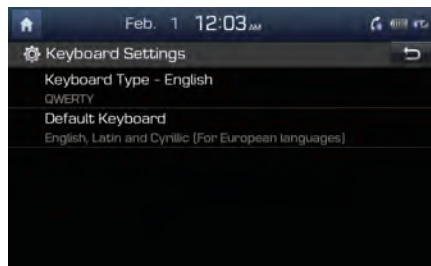 Feb. 1 12:03 AM
Keyboard Settings
Keyboard Type - English
QWERTY
Default Keyboard
English, Latin and Cyrillic (For European languages)